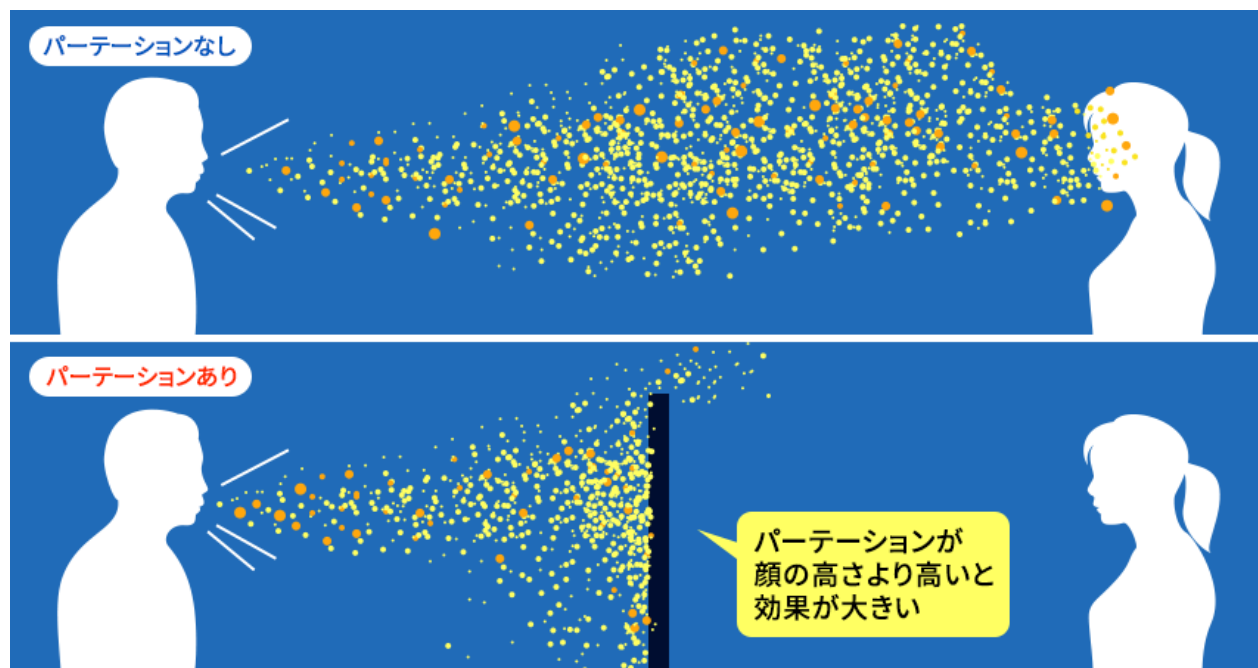 パーテーションなし
パーテーションあり
パーテーションが
顔の高さより高いと
効果が大きい